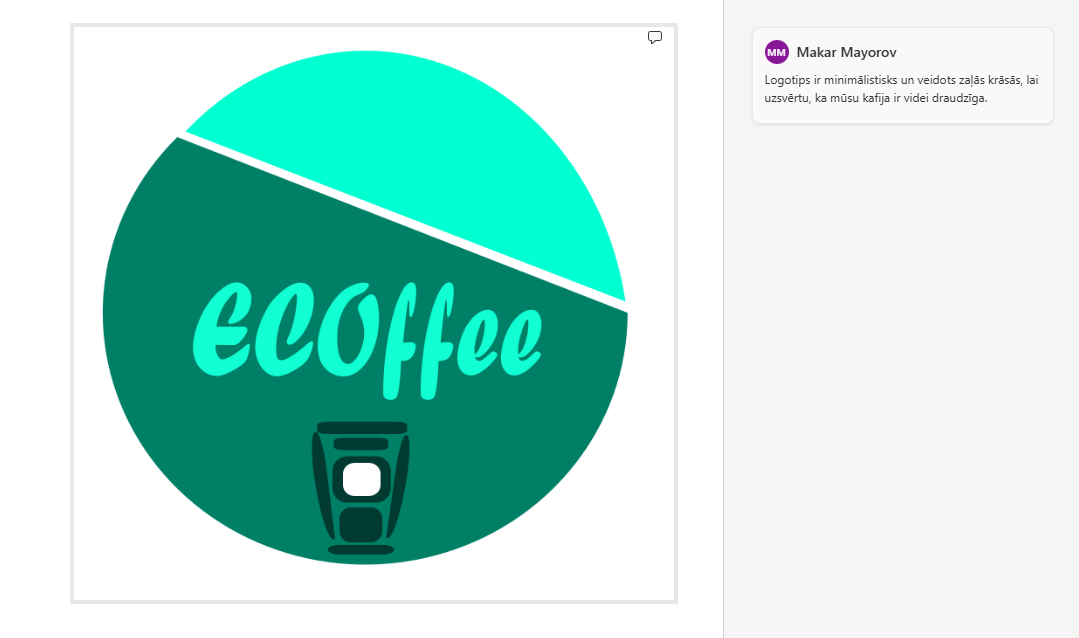 ECOffee
MM Makar Mayorov
Logotips ir minimālistisks un veidots zaļās krāsās, lai
uzsvērtu, ka mūsu kafija ir videi draudzīga.